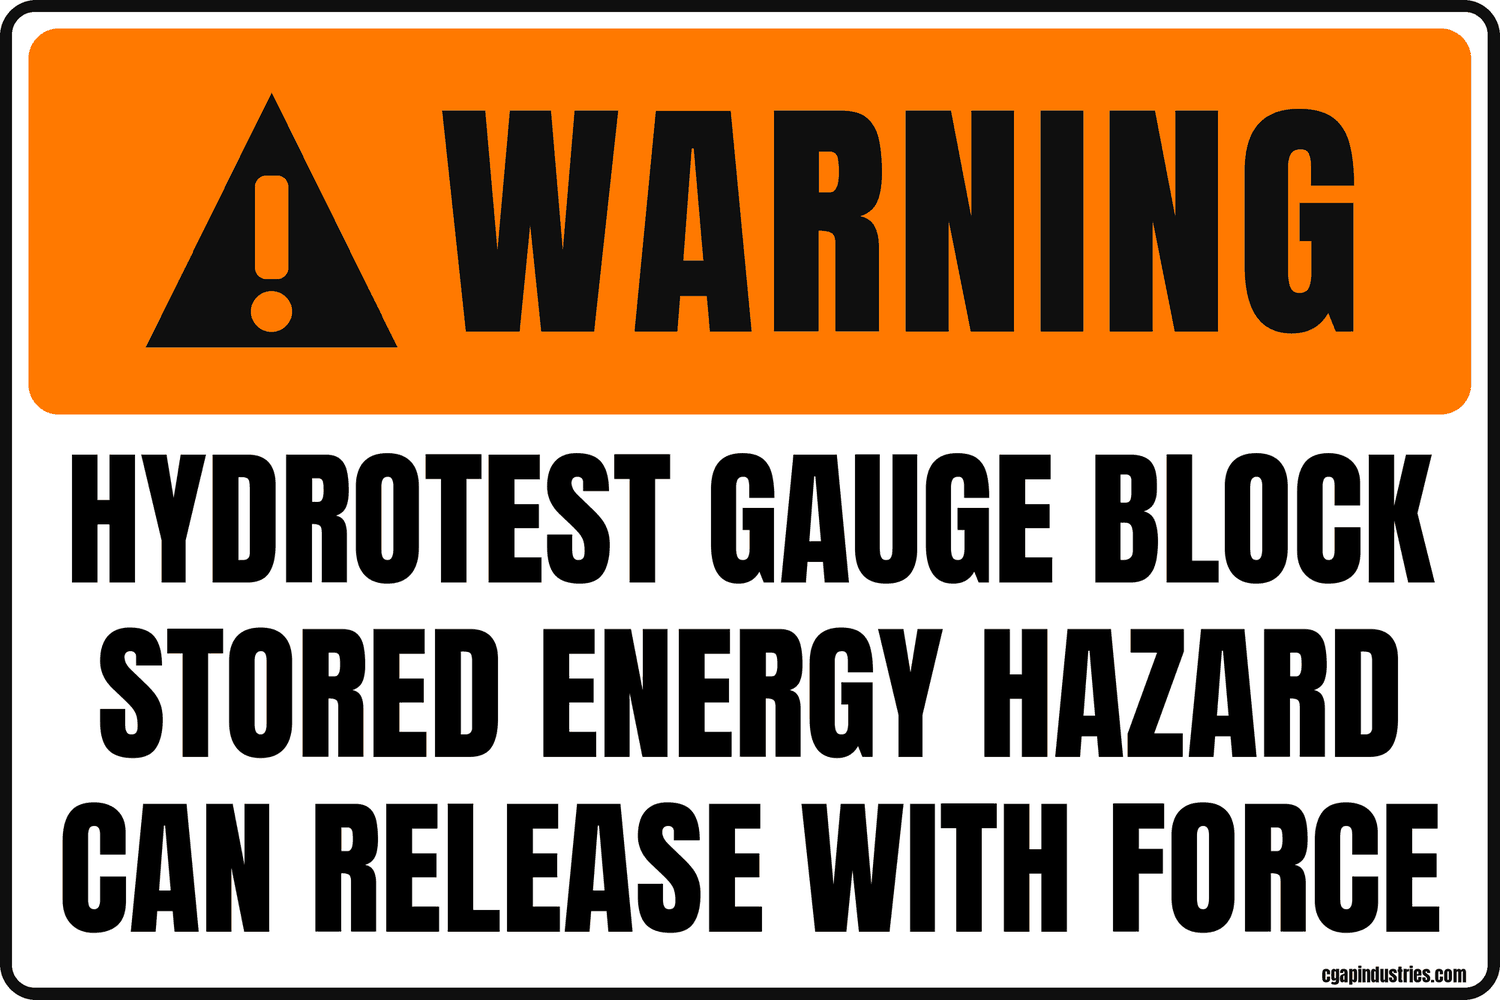 WARNING
HYDROTEST GAUGE BLOCK
STORED ENERGY HAZARD
CAN RELEASE WITH FORCE
cgapindustries.com